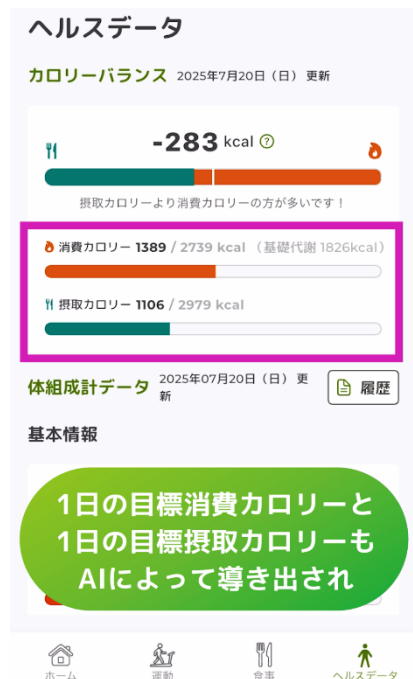 ヘルスデータ
カロリーバランス 2025年7月20日（日） 更新
-283 kcal ?
摂取カロリーより消費カロリーの方が多いです！
消費カロリー 1389 / 2739 kcal （基礎代謝 1826kcal）
摂取カロリー 1106 / 2979 kcal
体組成計データ 2025年07月20日（日） 更
新
履歴
基本情報
1日の目標消費カロリーと
1日の目標摂取カロリーも
AIによって導き出され
ホーム 運動 食事 ヘルスデータ